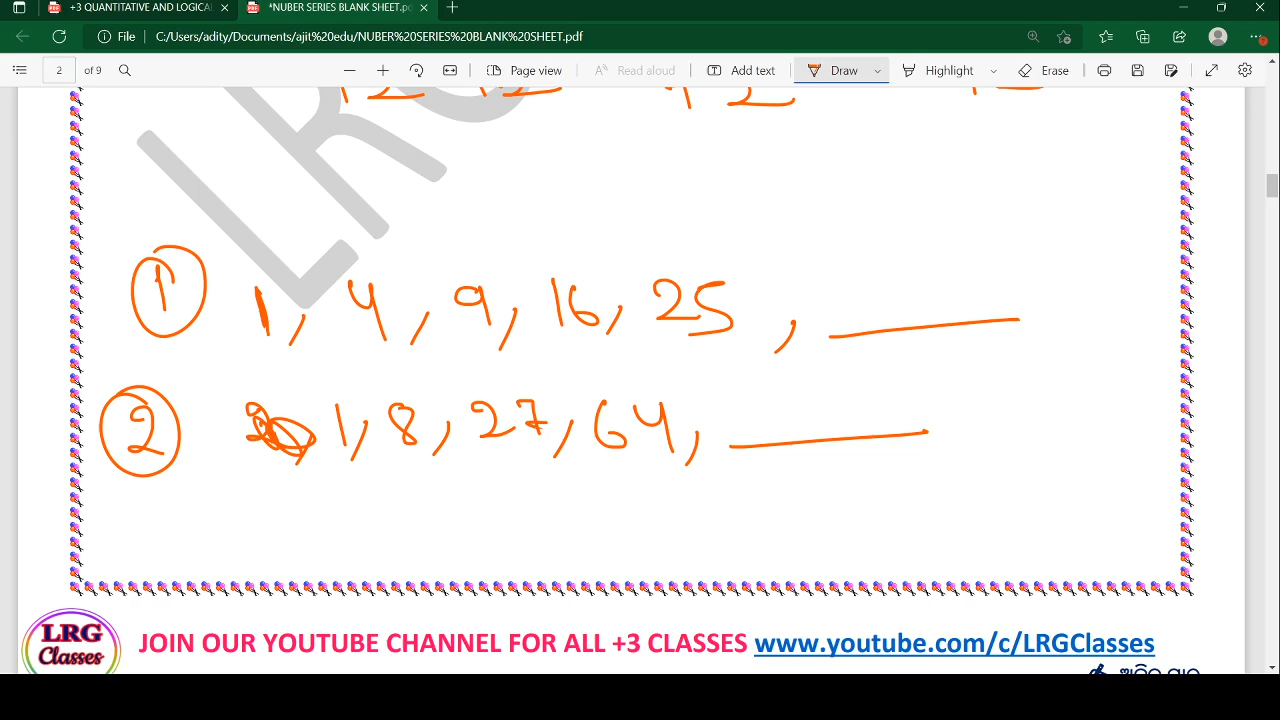 +3 QUANTITATIVE AND LOGICAL
*NUBER SERIES BLANK SHEET.pd
File C:/Users/adity/Documents/ajit%20edu/NUBER%20SERIES%20BLANK%20SHEET.pdf
2 of 9 Page view Read aloud Add text Draw Highlight Erase
① 1, 4, 9, 16, 25, ______
② 1, 8, 27, 64, ______
LRG Classes
JOIN OUR YOUTUBE CHANNEL FOR ALL +3 CLASSES www.youtube.com/c/LRGClasses